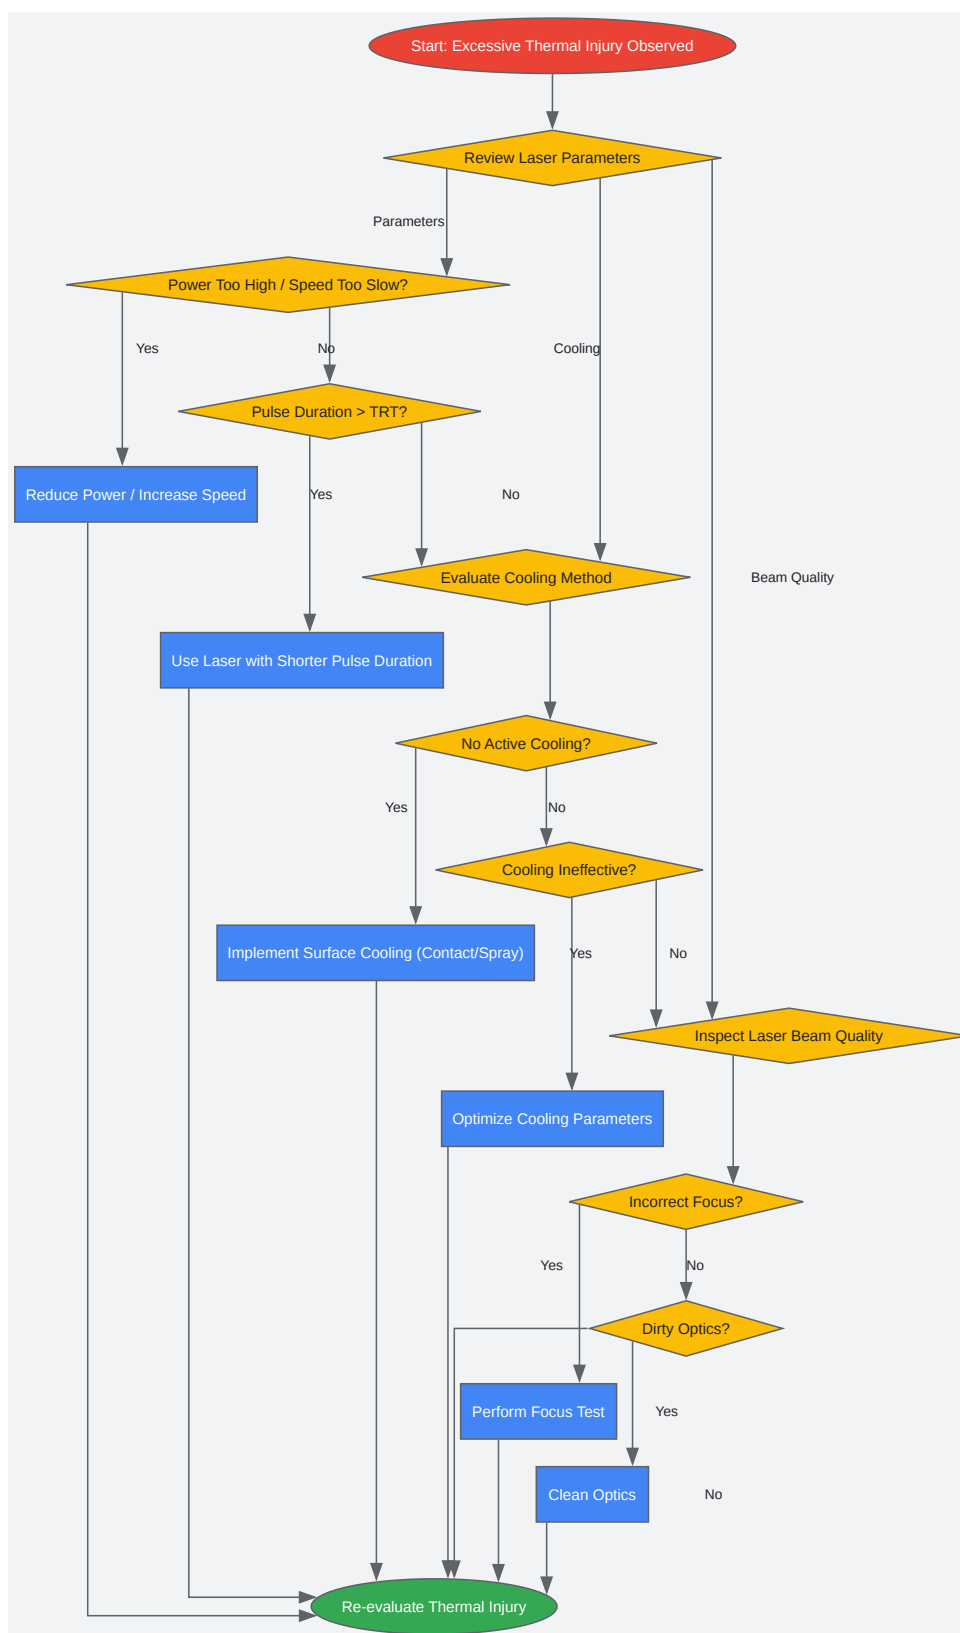 Start: Excessive Thermal Injury Observed
Review Laser Parameters
Parameters
Power Too High / Speed Too Slow?
Yes
No
Cooling
Pulse Duration > TRT?
Reduce Power / Increase Speed
Yes
No
Evaluate Cooling Method
Beam Quality
Use Laser with Shorter Pulse Duration
No Active Cooling?
Yes
No
Cooling Ineffective?
Implement Surface Cooling (Contact/Spray)
Yes
No
Inspect Laser Beam Quality
Optimize Cooling Parameters
Incorrect Focus?
Yes
No
Dirty Optics?
Perform Focus Test
Yes
Clean Optics
No
Re-evaluate Thermal Injury